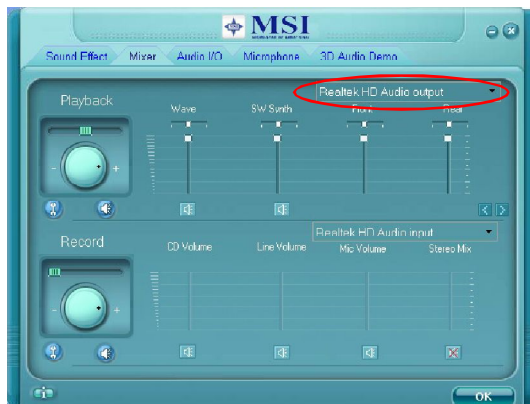 MSI
Sound Effect Mixer Audio I/O Microphone 3D Audio Demo
Realtek HD Audio output
Playback
Wave SW Synth Front Rear
- +
Realtek HD Audio input
Record
CD Volume Line Volume Mic Volume Stereo Mix
- +
OK